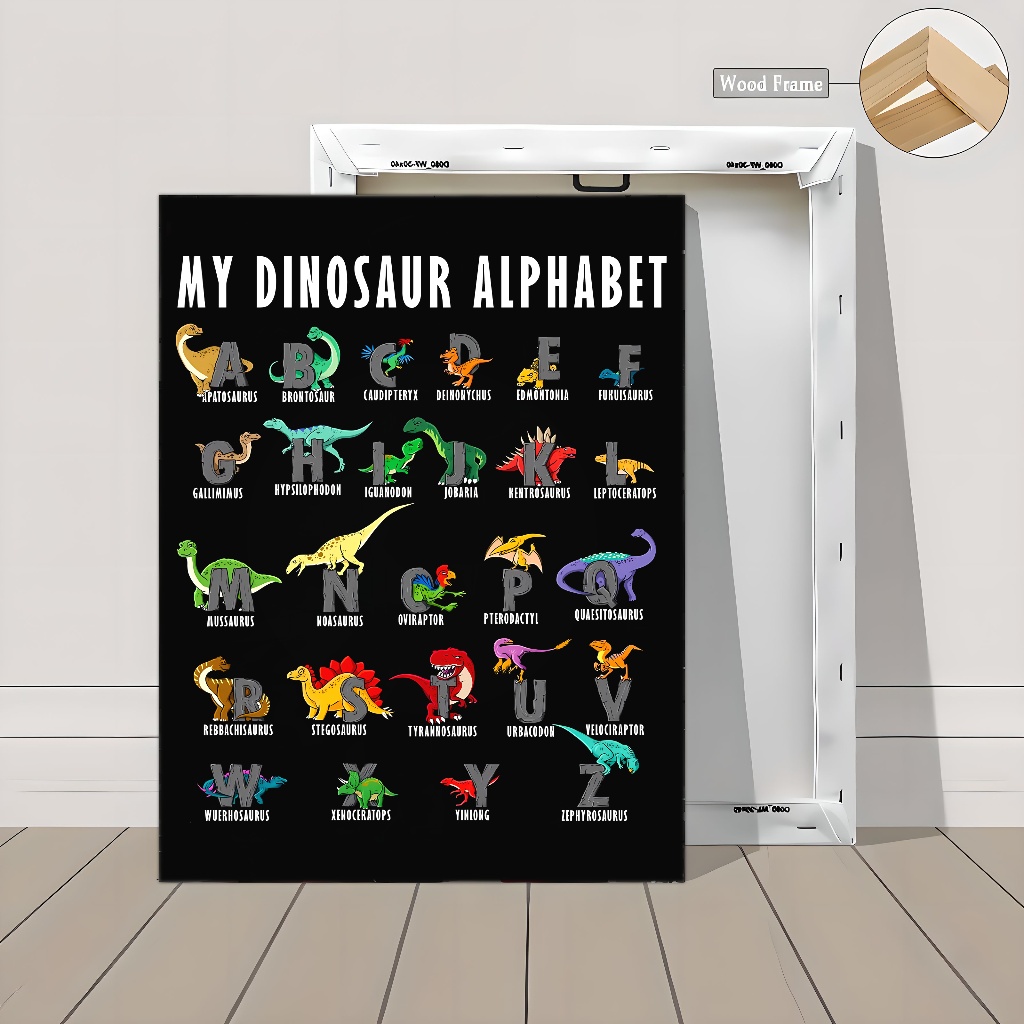 Wood Frame
MY DINOSAUR ALPHABET
A B C D E F
APATOSAURUS BRONTOSAUR CAUDIPTERYX DEINONYCHUS EDMONTONIA FUKUISAURUS
G H I J K L
GALLIMIMUS HYPSILOPHODON IGUANODON JOBARIA KENTROSAURUS LEPTOCERATOPS
M N O P Q
MUSSAURUS NOASAURUS OVIRAPTOR PTERODACTYL QUAESITOSAURUS
R S T U V
REBBACHISAURUS STEGOSAURUS TYRANNOSAURUS URBACODON VELOCIRAPTOR
W X Y Z
WUERHOSAURUS XENOCERATOPS YINLONG ZEPHYROSAURUS